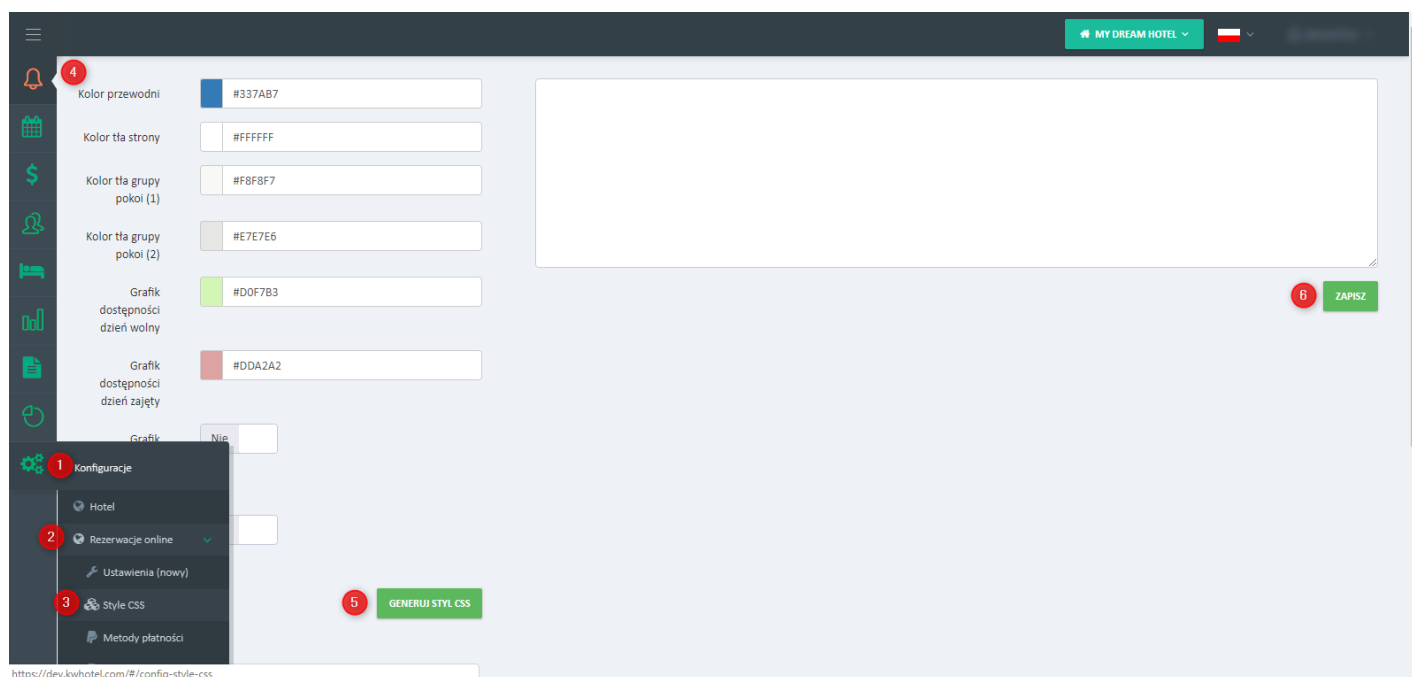 MY DREAM HOTEL
4
Kolor przewodni
#337AB7
Kolor tła strony
#FFFFFF
Kolor tła grupy
pokoi (1)
#F8F8F7
Kolor tła grupy
pokoi (2)
#E7E7E6
Grafik
dostępności
dzień wolny
#D0F7B3
6
ZAPISZ
Grafik
dostępności
dzień zajęty
#DDA2A2
Grafik
Nie
1
Konfiguracje
Hotel
2
Rezerwacje online
Ustawienia (nowy)
3
Style CSS
5
GENERUJ STYL CSS
Metody płatności
https://dev.kwhotel.com/#/config-style-css